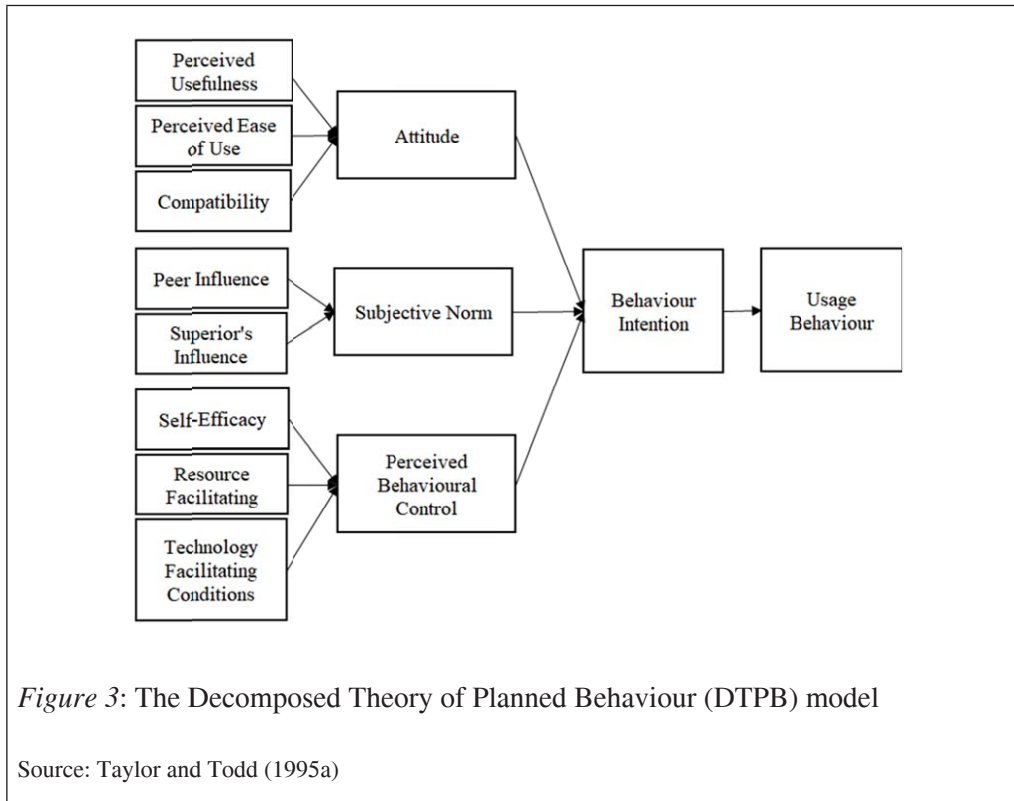 Perceived
Usefulness
Perceived Ease
of Use
Compatibility
Attitude
Peer Influence
Superior's
Influence
Subjective Norm
Self-Efficacy
Resource
Facilitating
Technology
Facilitating
Conditions
Perceived
Behavioural
Control
Behaviour
Intention
Usage
Behaviour
Figure 3: The Decomposed Theory of Planned Behaviour (DTPB) model
Source: Taylor and Todd (1995a)